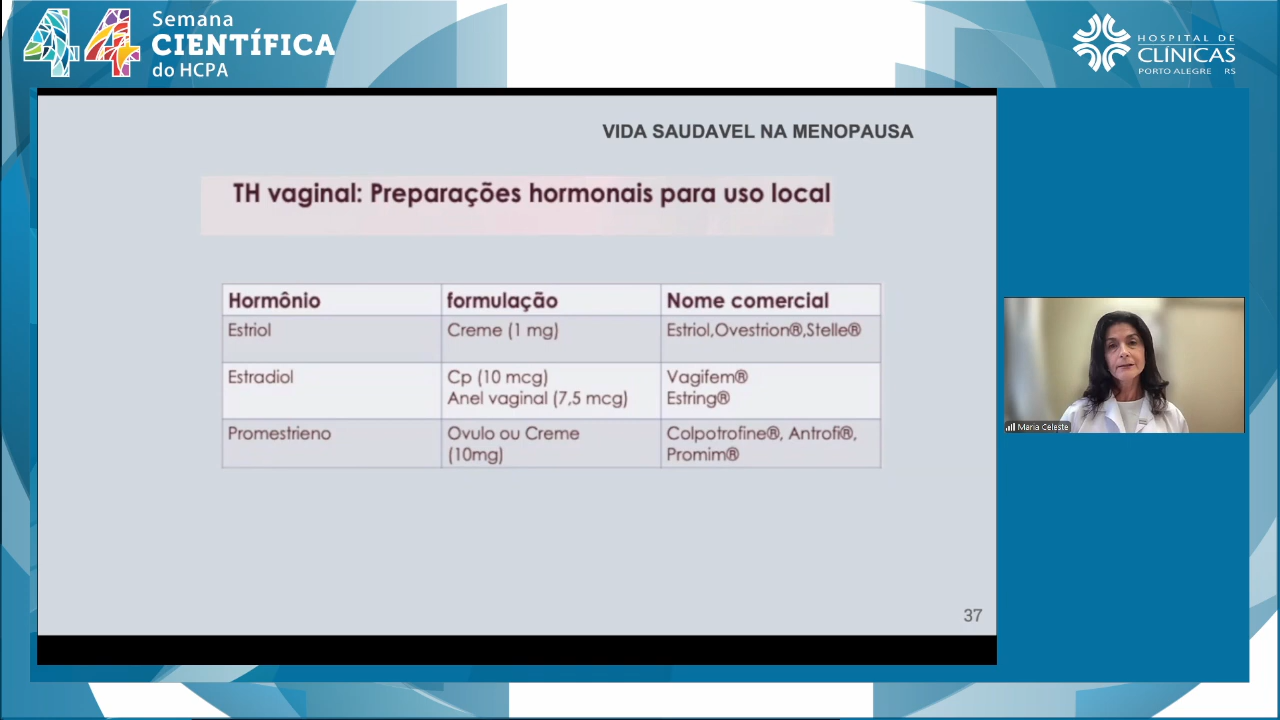 44
Semana
CIENTÍFICA
do HCPA
HOSPITAL DE
CLÍNICAS
PORTO ALEGRE RS
VIDA SAUDAVEL NA MENOPAUSA
TH vaginal: Preparações hormonais para uso local
Hormônio formulação Nome comercial
Estriol Creme (1 mg) Estriol,Ovestrion®,Stelle®
Estradiol Cp (10 mcg) Vagifem®
Anel vaginal (7,5 mcg) Estring®
Promestrieno Ovulo ou Creme Colpotrofine®, Antrofi®,
(10mg) Promim®
Maria Celeste
37